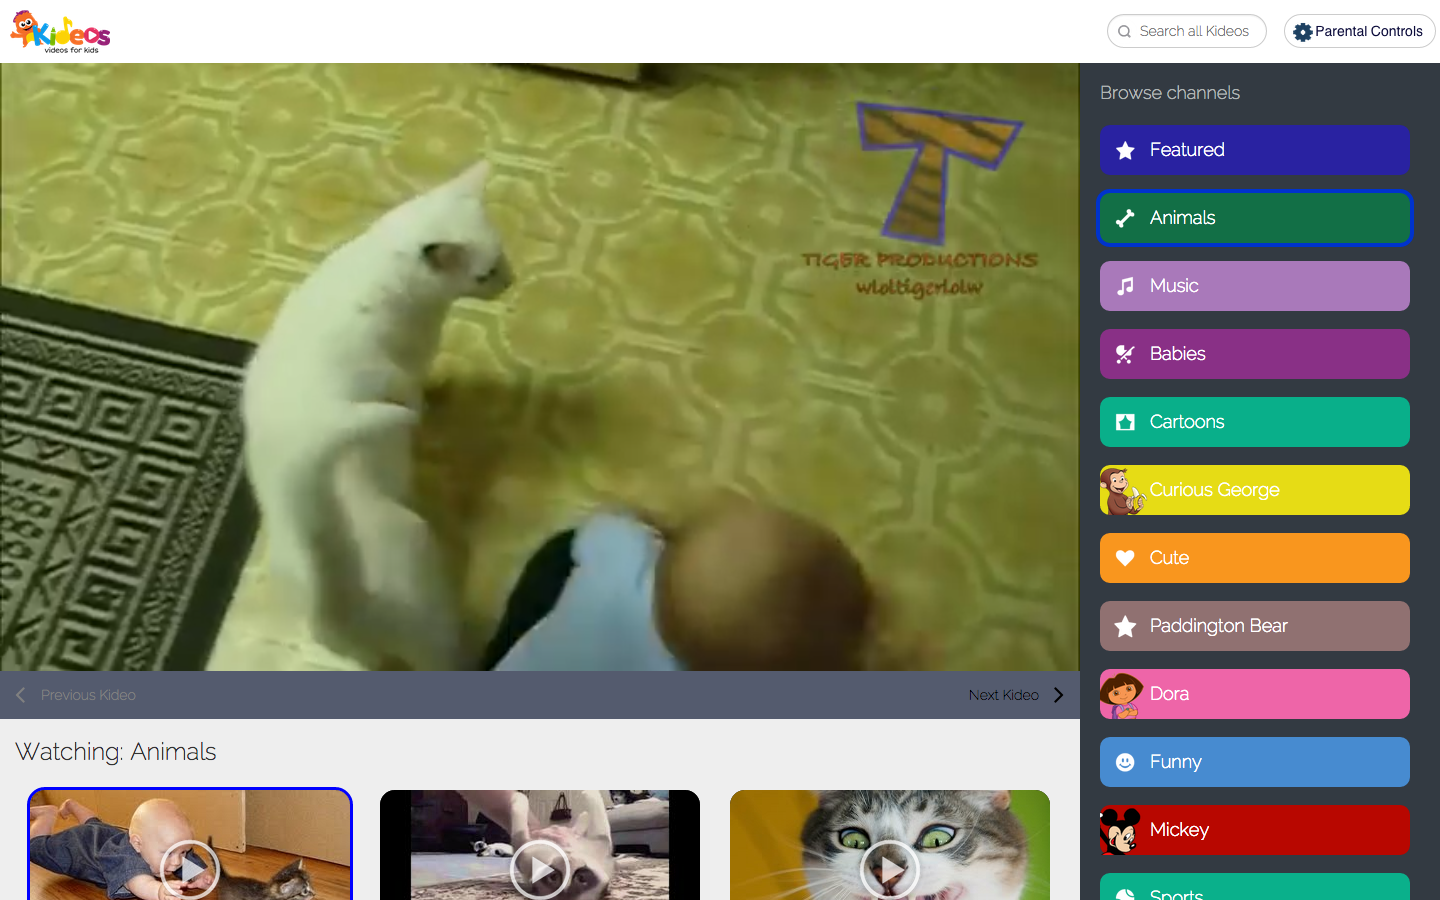 Kideos
videos for kids
Search all Kideos
Parental Controls
TIGER PRODUCTIONS
wloltigerlolw
Previous Kideo
Next Kideo
Watching: Animals
Browse channels
Featured
Animals
Music
Babies
Cartoons
Curious George
Cute
Paddington Bear
Dora
Funny
Mickey
Sports